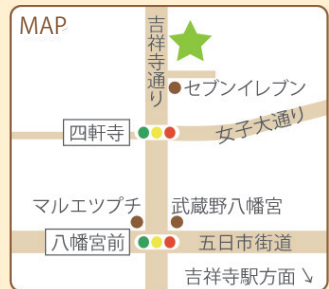 MAP
吉祥寺通り
セブンイレブン
四軒寺
女子大通り
マルエツプチ
武蔵野八幡宮
八幡宮前
五日市街道
吉祥寺駅方面↘